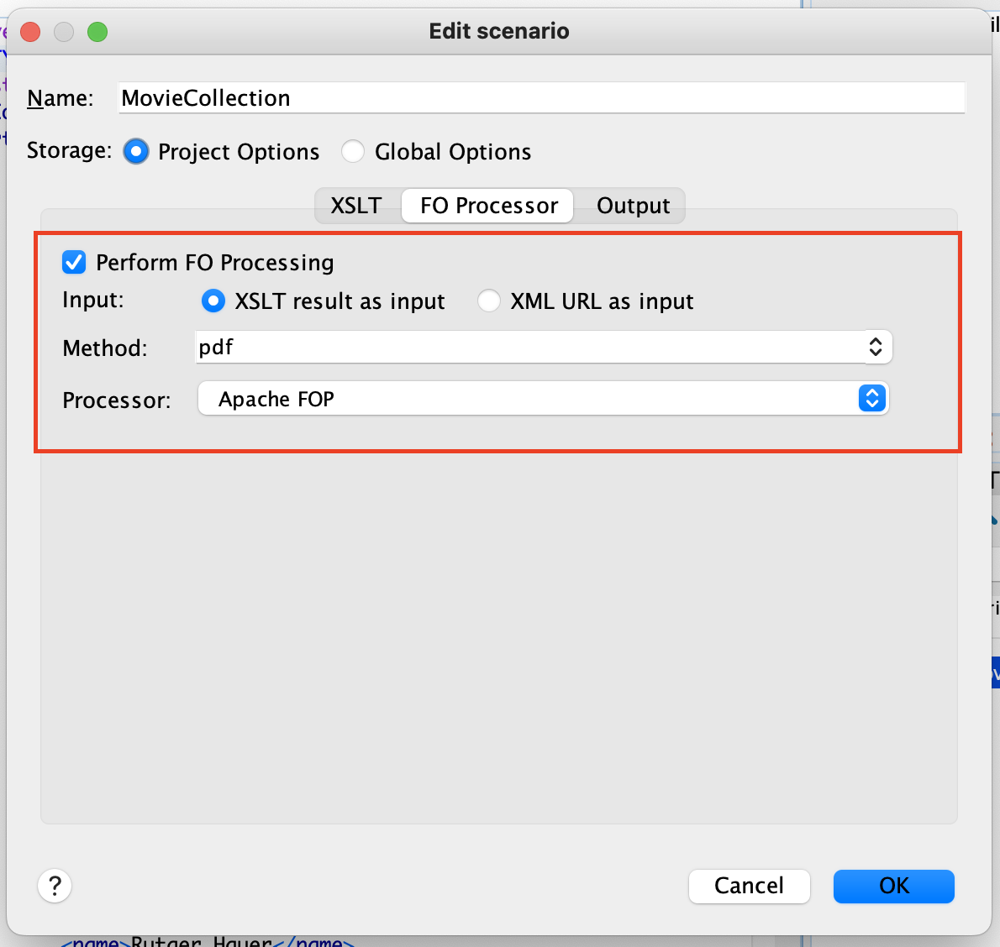 Edit scenario
Name: MovieCollection
Storage: Project Options Global Options
XSLT FO Processor Output
Perform FO Processing
Input: XSLT result as input XML URL as input
Method: pdf
Processor: Apache FOP
? Cancel OK
<name>Rutger Hauer</name>